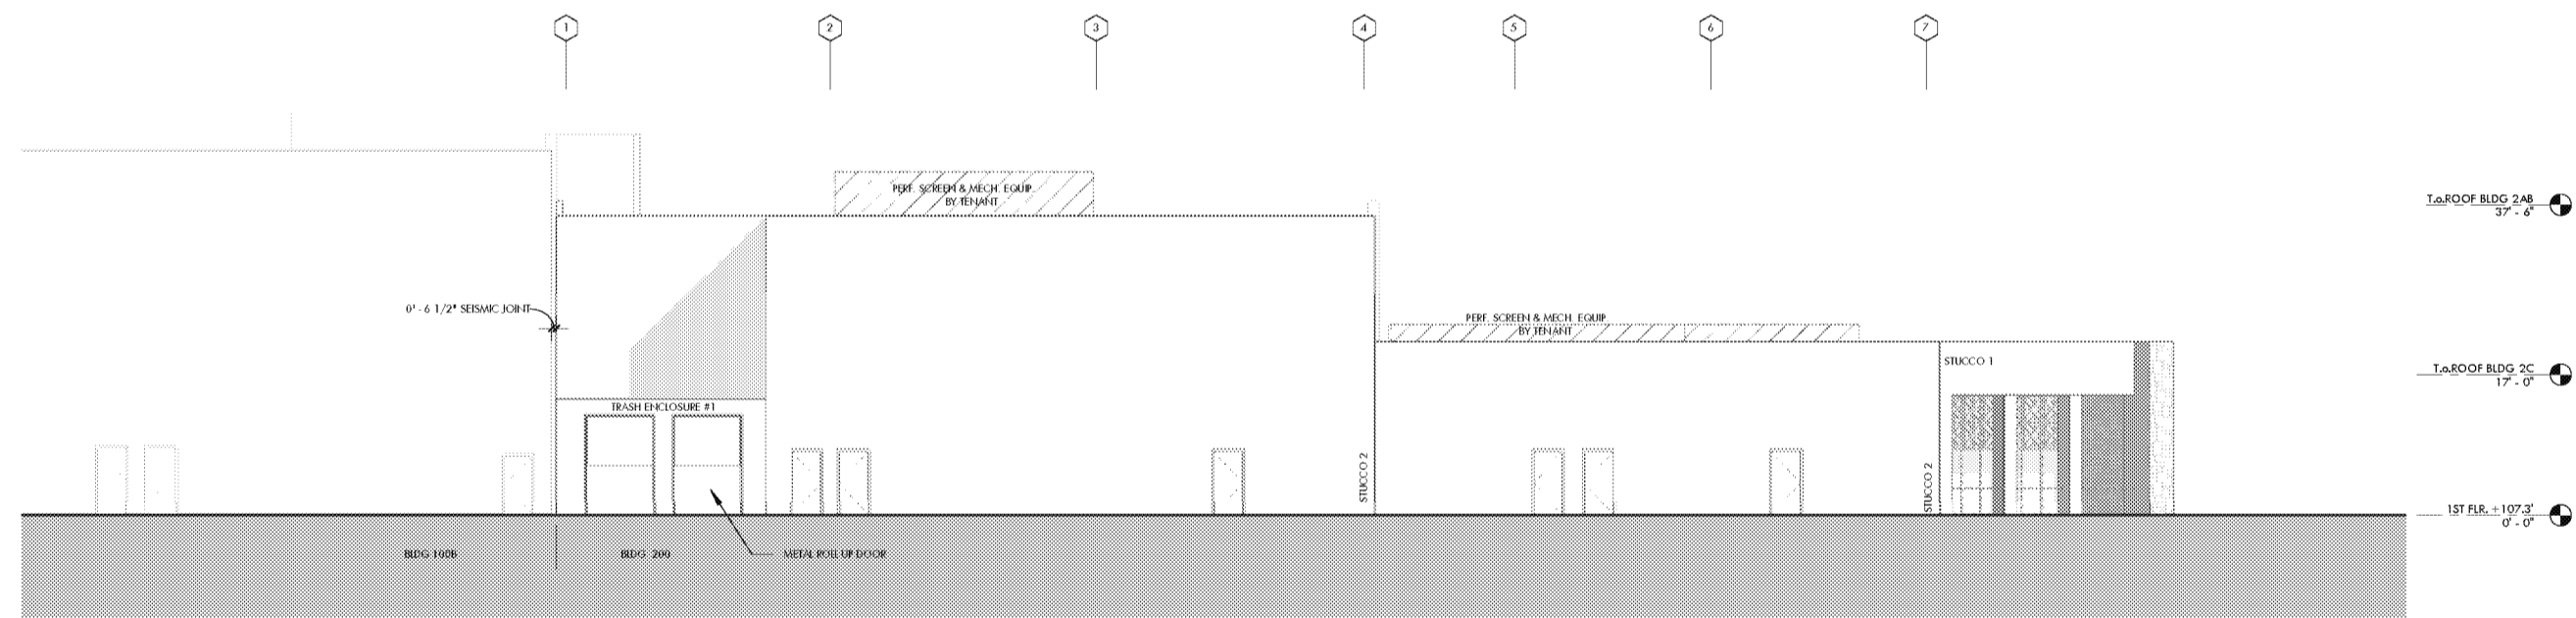 1 2 3 4 5 6 7
PERF. SCREEN & MECH. EQUIP.
BY TENANT
T.o.ROOF BLDG 2AB
37' - 6"
0' - 6 1/2" SEISMIC JOINT
PERF. SCREEN & MECH. EQUIP.
BY TENANT
STUCCO 1
T.o.ROOF BLDG 2C
17' - 0"
TRASH ENCLOSURE #1
STUCCO 2
STUCCO 2
1ST FLR. +107.3'
0' - 0"
BLDG 100B
BLDG 200
METAL ROLL UP DOOR